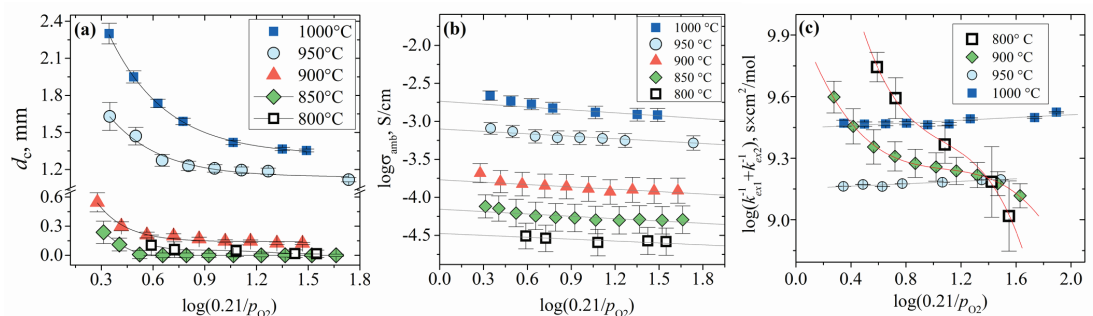 (a)
1000°C
950°C
900°C
850°C
800°C
2.4
2.1
1.8
1.5
1.2
0.6
0.3
0.0
d_c, mm
0.3 0.6 0.9 1.2 1.5 1.8
log(0.21/p_O2)
(b)
1000 °C
950 °C
900 °C
850 °C
800 °C
-2.0
-2.5
-3.0
-3.5
-4.0
-4.5
logσ_amb, S/cm
0.0 0.3 0.6 0.9 1.2 1.5 1.8
log(0.21/p_O2)
(c)
800° C
900 °C
950 °C
1000 °C
9.9
9.6
9.3
9.0
log(k_ex1^-1+k_ex2^-1), s×cm²/mol
0.0 0.4 0.8 1.2 1.6 2.0
log(0.21/p_O2)